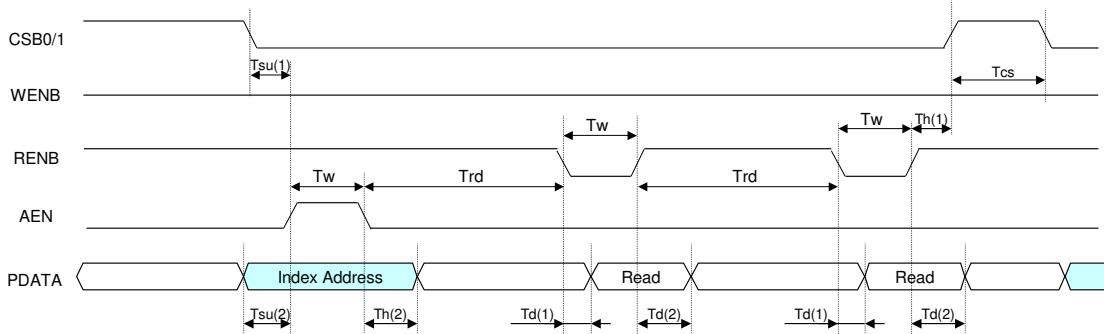 CSB0/1
Tsu(1)
Tcs
WENB
Tw
Tw
Th(1)
RENB
Tw
Trd
Trd
AEN
PDATA
Index Address
Read
Read
Tsu(2)
Th(2)
Td(1)
Td(2)
Td(1)
Td(2)